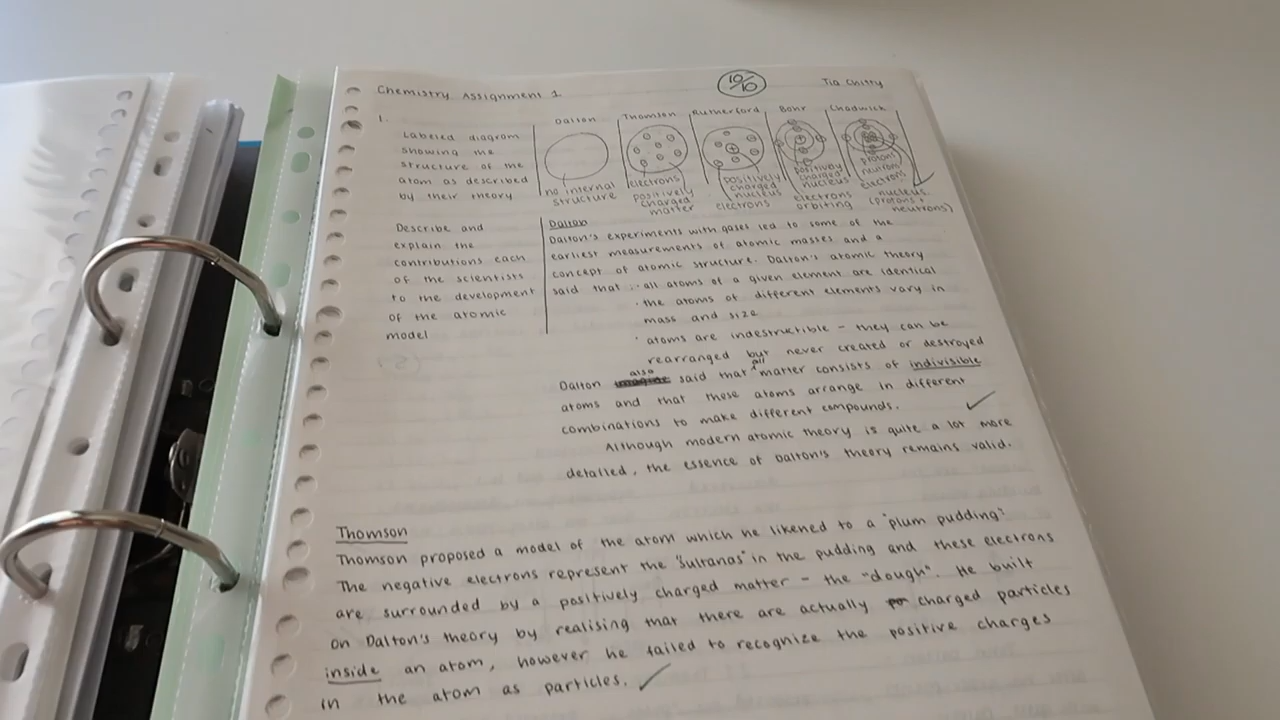 Chemistry Assignment 1.
10/10
Tia Chitty
1.
Labeled diagram
showing the
structure of the
atom as described
by their theory
Dalton
no internal
structure
Thomson
electrons
positively
charged
matter
Rutherford
positively
charged
nucleus
electrons
Bohr
positively
charged
nucleus
electrons
orbiting
Chadwick
proton
neutron
electrons
nucleus
(protons +
neutrons)
Describe and
explain the
contributions each
of the scientists
to the development
of the atomic
model
Dalton
Dalton's experiments with gases led to some of the
earliest measurements of atomic masses and a
concept of atomic structure. Dalton's atomic theory
said that : · all atoms of a given element are identical
· the atoms of different elements vary in
mass and size
· atoms are indestructible - they can be
rearranged but never created or destroyed
Dalton also said that all matter consists of indivisible
atoms and that these atoms arrange in different
combinations to make different compounds.
Although modern atomic theory is quite a lot more
detailed, the essence of Dalton's theory remains valid.
Thomson
Thomson proposed a model of the atom which he likened to a "plum pudding".
The negative electrons represent the "sultanas" in the pudding and these electrons
are surrounded by a positively charged matter - the "dough". He built
on Dalton's theory by realising that there are actually charged particles
inside an atom, however he failed to recognize the positive charges
in the atom as particles.